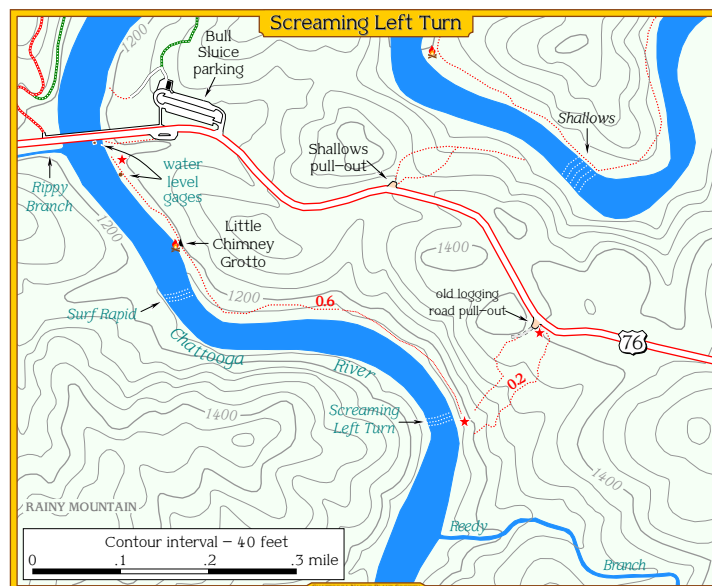 Screaming Left Turn
1200
Bull
Sluice
parking
Shallows
Shallows
pull-out
water
level
gages
Rippy
Branch
1200
Little
Chimney
Grotto
1400
1200
0.6
old logging
road pull-out
Surf Rapid
Chattooga
River
76
0.2
Screaming
Left Turn
1400
1400
RAINY MOUNTAIN
Reedy
Branch
Contour interval – 40 feet
0 .1 .2 .3 mile